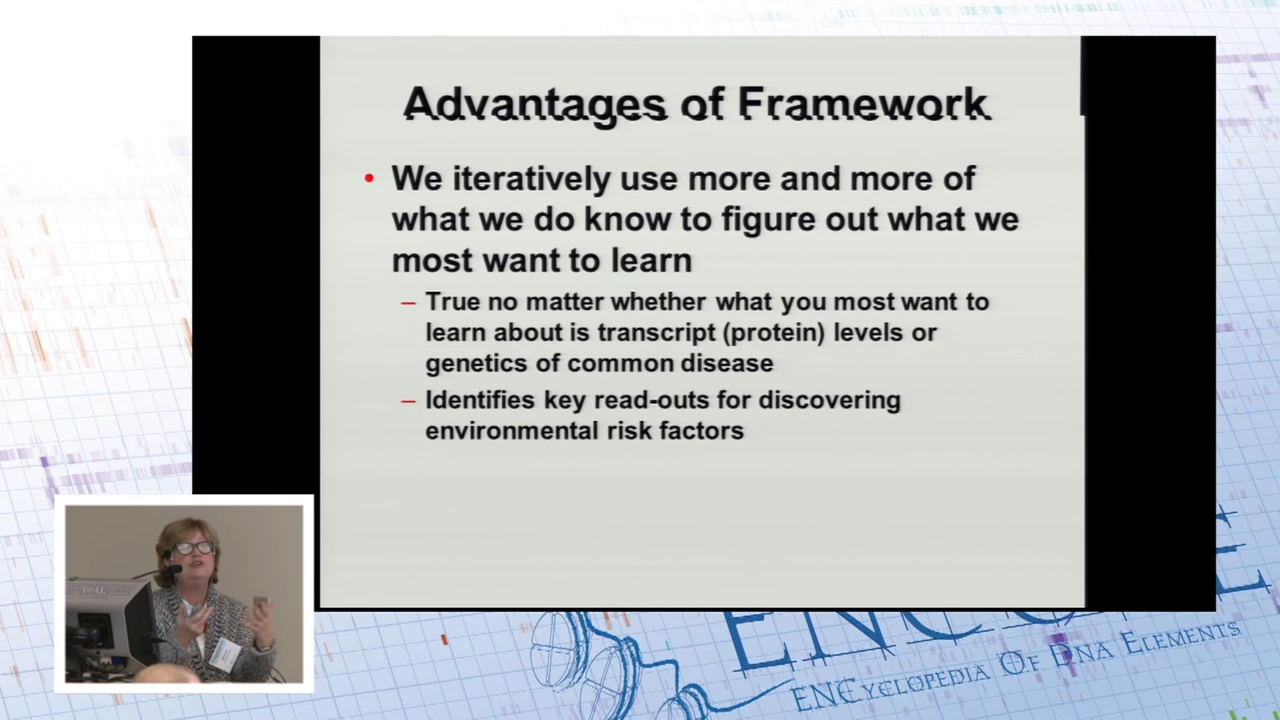 Advantages of Framework
• We iteratively use more and more of
what we do know to figure out what we
most want to learn
– True no matter whether what you most want to
learn about is transcript (protein) levels or
genetics of common disease
– Identifies key read-outs for discovering
environmental risk factors
ENCODE
ENCYCLOPEDIA OF DNA ELEMENTS